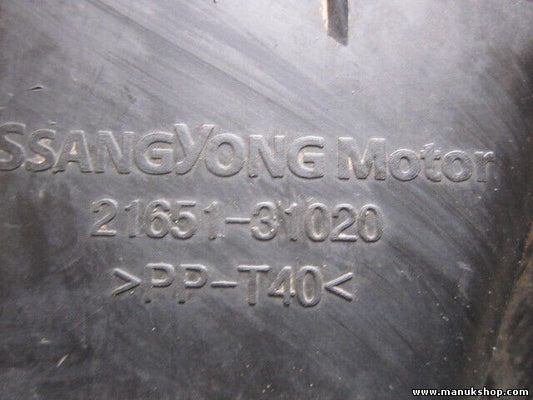 SSANGYONG Motor
21651-31020
>PP-T40<
www.manukshop.com